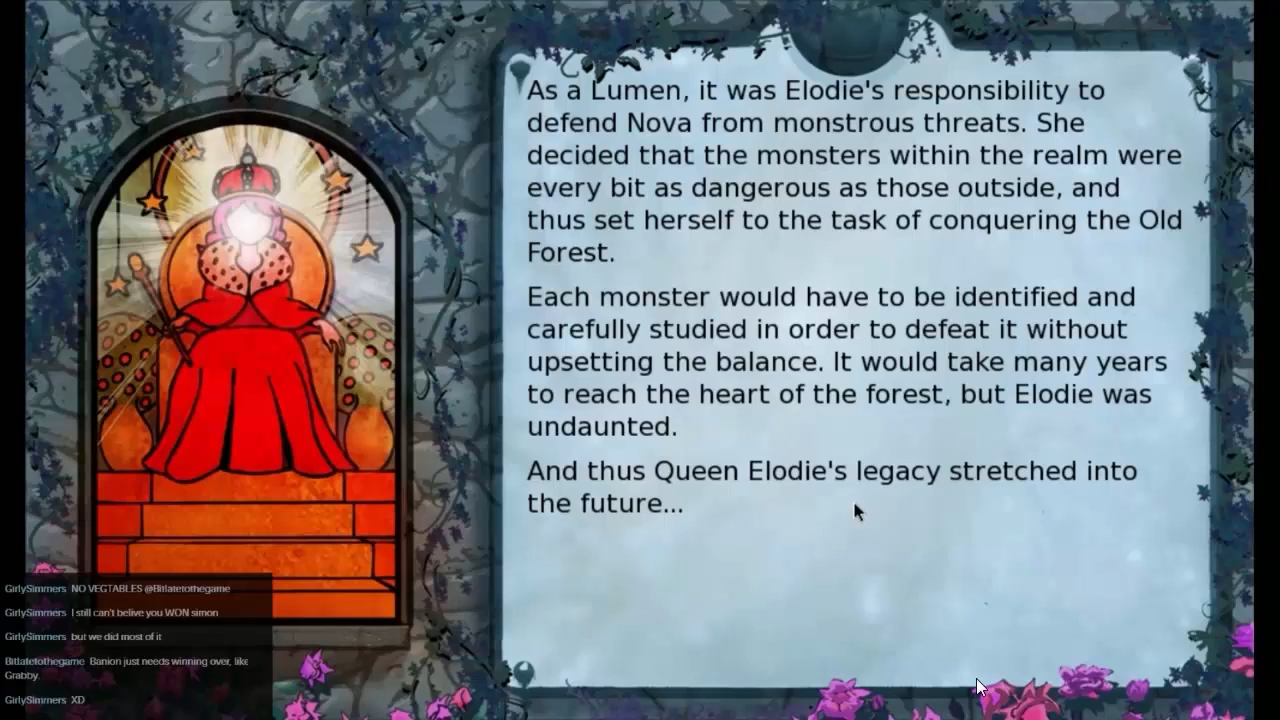 As a Lumen, it was Elodie's responsibility to
defend Nova from monstrous threats. She
decided that the monsters within the realm were
every bit as dangerous as those outside, and
thus set herself to the task of conquering the Old
Forest.
Each monster would have to be identified and
carefully studied in order to defeat it without
upsetting the balance. It would take many years
to reach the heart of the forest, but Elodie was
undaunted.
And thus Queen Elodie's legacy stretched into
the future...
GirlySimmers NO VEGTABLES @Bitlatetothegame
GirlySimmers I still can't belive you WON simon
GirlySimmers but we did most of it
Bitlatetothegame Banion just needs winning over, like
Grabby.
GirlySimmers XD